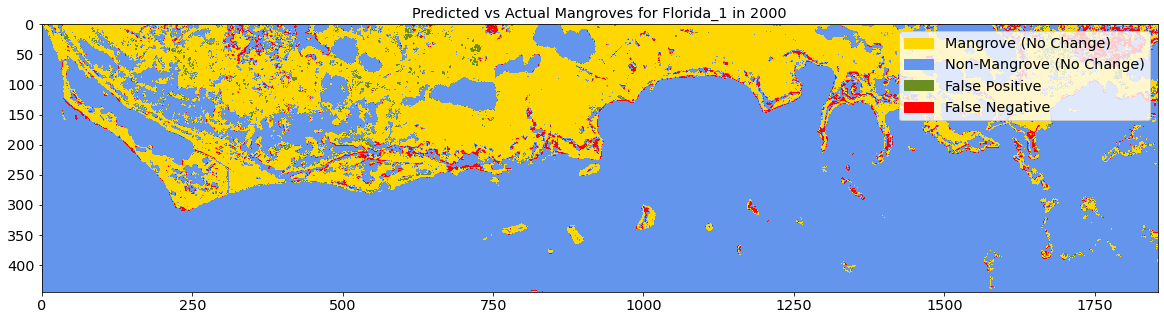 Predicted vs Actual Mangroves for Florida_1 in 2000
0
50
100
150
200
250
300
350
400
Mangrove (No Change)
Non-Mangrove (No Change)
False Positive
False Negative
0 250 500 750 1000 1250 1500 1750